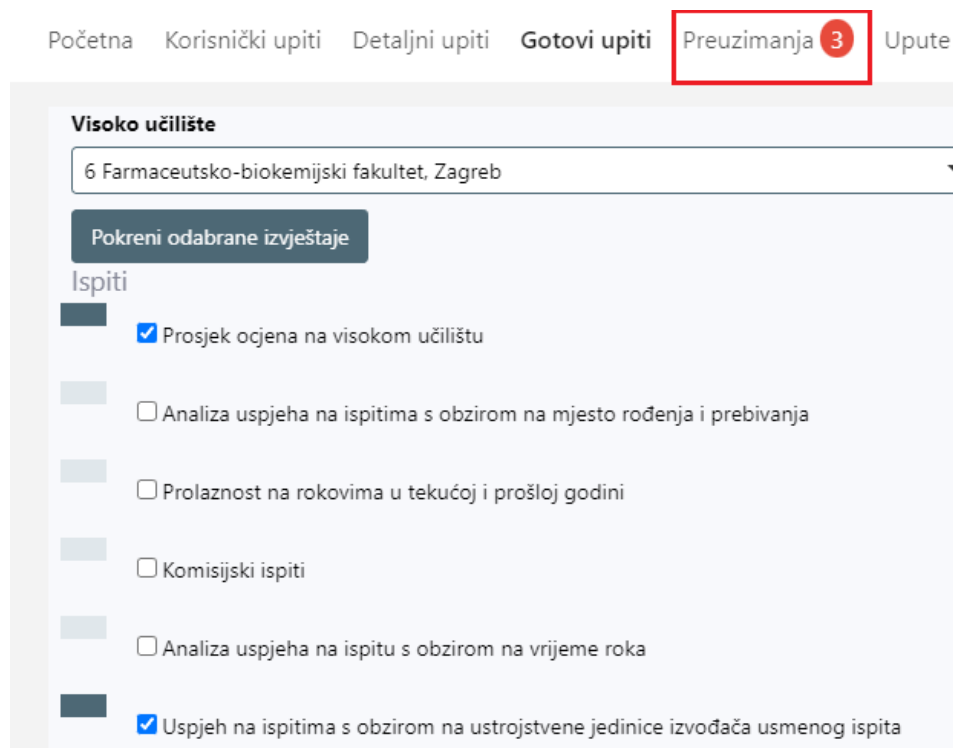 Početna Korisnički upiti Detaljni upiti Gotovi upiti Preuzimanja 3 Upute
Visoko učilište
6 Farmaceutsko-biokemijski fakultet, Zagreb
Pokreni odabrane izvještaje
Ispiti
Prosjek ocjena na visokom učilištu
Analiza uspjeha na ispitima s obzirom na mjesto rođenja i prebivanja
Prolaznost na rokovima u tekućoj i prošloj godini
Komisijski ispiti
Analiza uspjeha na ispitu s obzirom na vrijeme roka
Uspjeh na ispitima s obzirom na ustrojstvene jedinice izvođača usmenog ispita